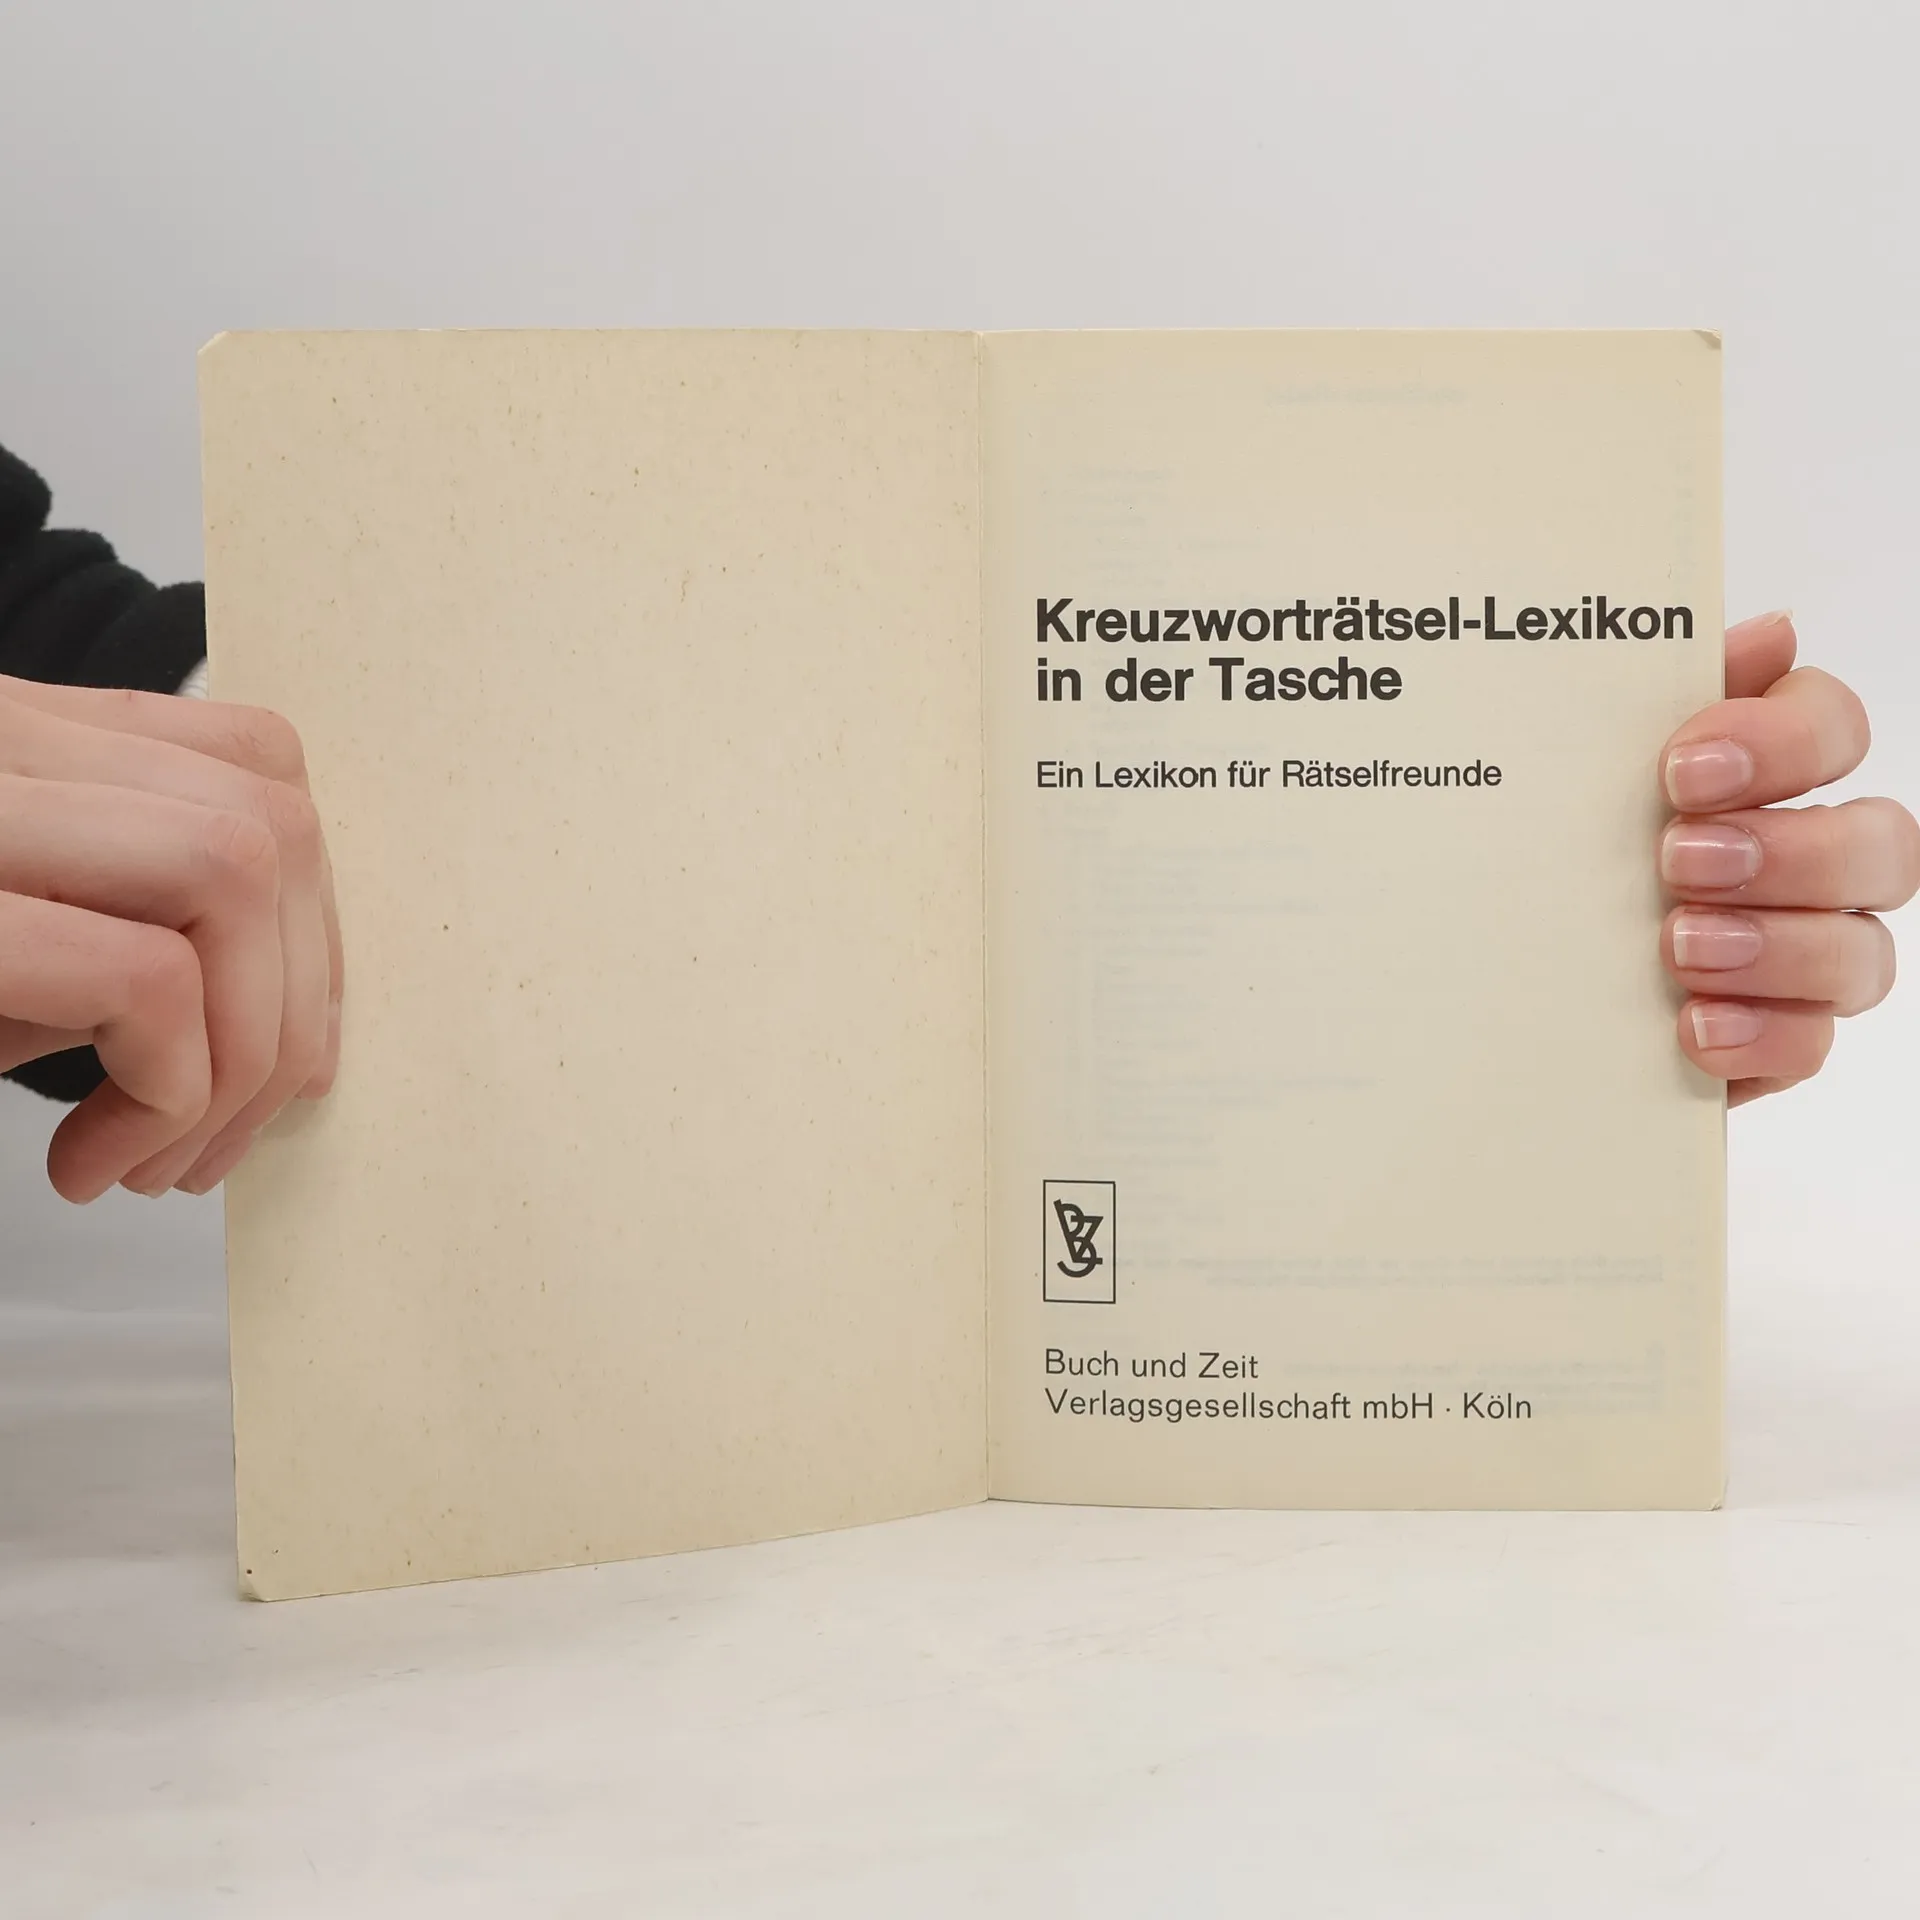 Kreuzworträtsel-Lexikon
in der Tasche
Ein Lexikon für Rätselfreunde
Buch und Zeit
Verlagsgesellschaft mbH · Köln